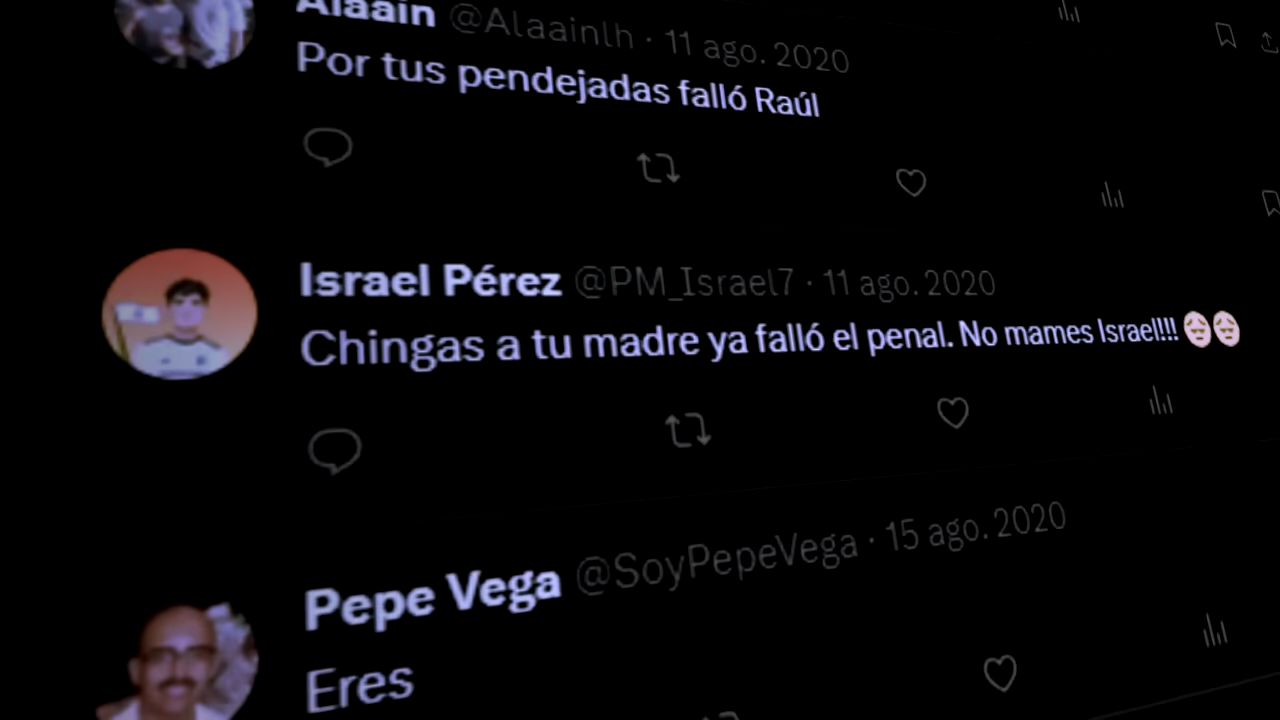 Alaain @Alaainlh · 11 ago. 2020
Por tus pendejadas falló Raúl
Israel Pérez @PM_Israel7 · 11 ago. 2020
Chingas a tu madre ya falló el penal. No mames Israel!!! 😩😩
Pepe Vega @SoyPepeVega · 15 ago. 2020
Eres